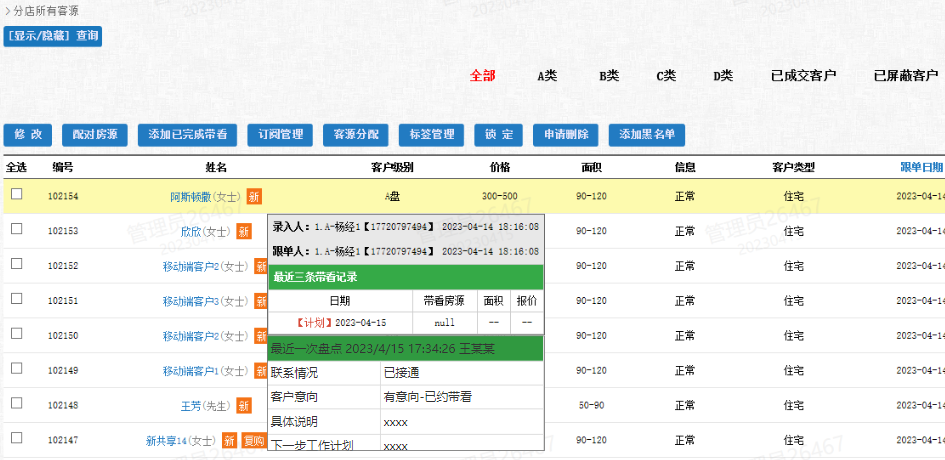 >分店所有客源
[显示/隐藏] 查询
全部 A类 B类 C类 D类 已成交客户 已屏蔽客户
修 改 配对房源 添加已完成带看 订阅管理 客源分配 标签管理 锁 定 申请删除 添加黑名单
全选 编号 姓名 客户级别 价格 面积 信息 客户类型 跟单日期
102154 阿斯顿撒(女士) 新 A盘 300-500 90-120 正常 住宅 2023-04-14
102153 欣欣(女士) 新 90-120 正常 住宅 2023-04-14
102152 移动端客户2(女士) 新 90-120 正常 住宅 2023-04-14
102151 移动端客户3(女士) 新 90-120 正常 住宅 2023-04-14
102150 移动端客户2(女士) 新 90-120 正常 住宅 2023-04-14
102149 移动端客户1(女士) 新 90-120 正常 住宅 2023-04-14
102148 王芳(先生) 新 50-90 正常 住宅 2023-04-14
102147 新共享14(女士) 新 复购 90-120 正常 住宅 2023-04-14
录入人：1.A-杨经1【17720797494】 2023-04-14 18:16:08
跟单人：1.A-杨经1【17720797494】 2023-04-14 18:16:08
最近三条带看记录
日期 带看房源 面积 报价
【计划】2023-04-15 null -- --
最近一次盘点 2023/4/15 17:34:26 王某某
联系情况 已接通
客户意向 有意向-已约带看
具体说明 xxxx
下一步工作计划 xxxx
管理员26467
管理员26467
管理员26467